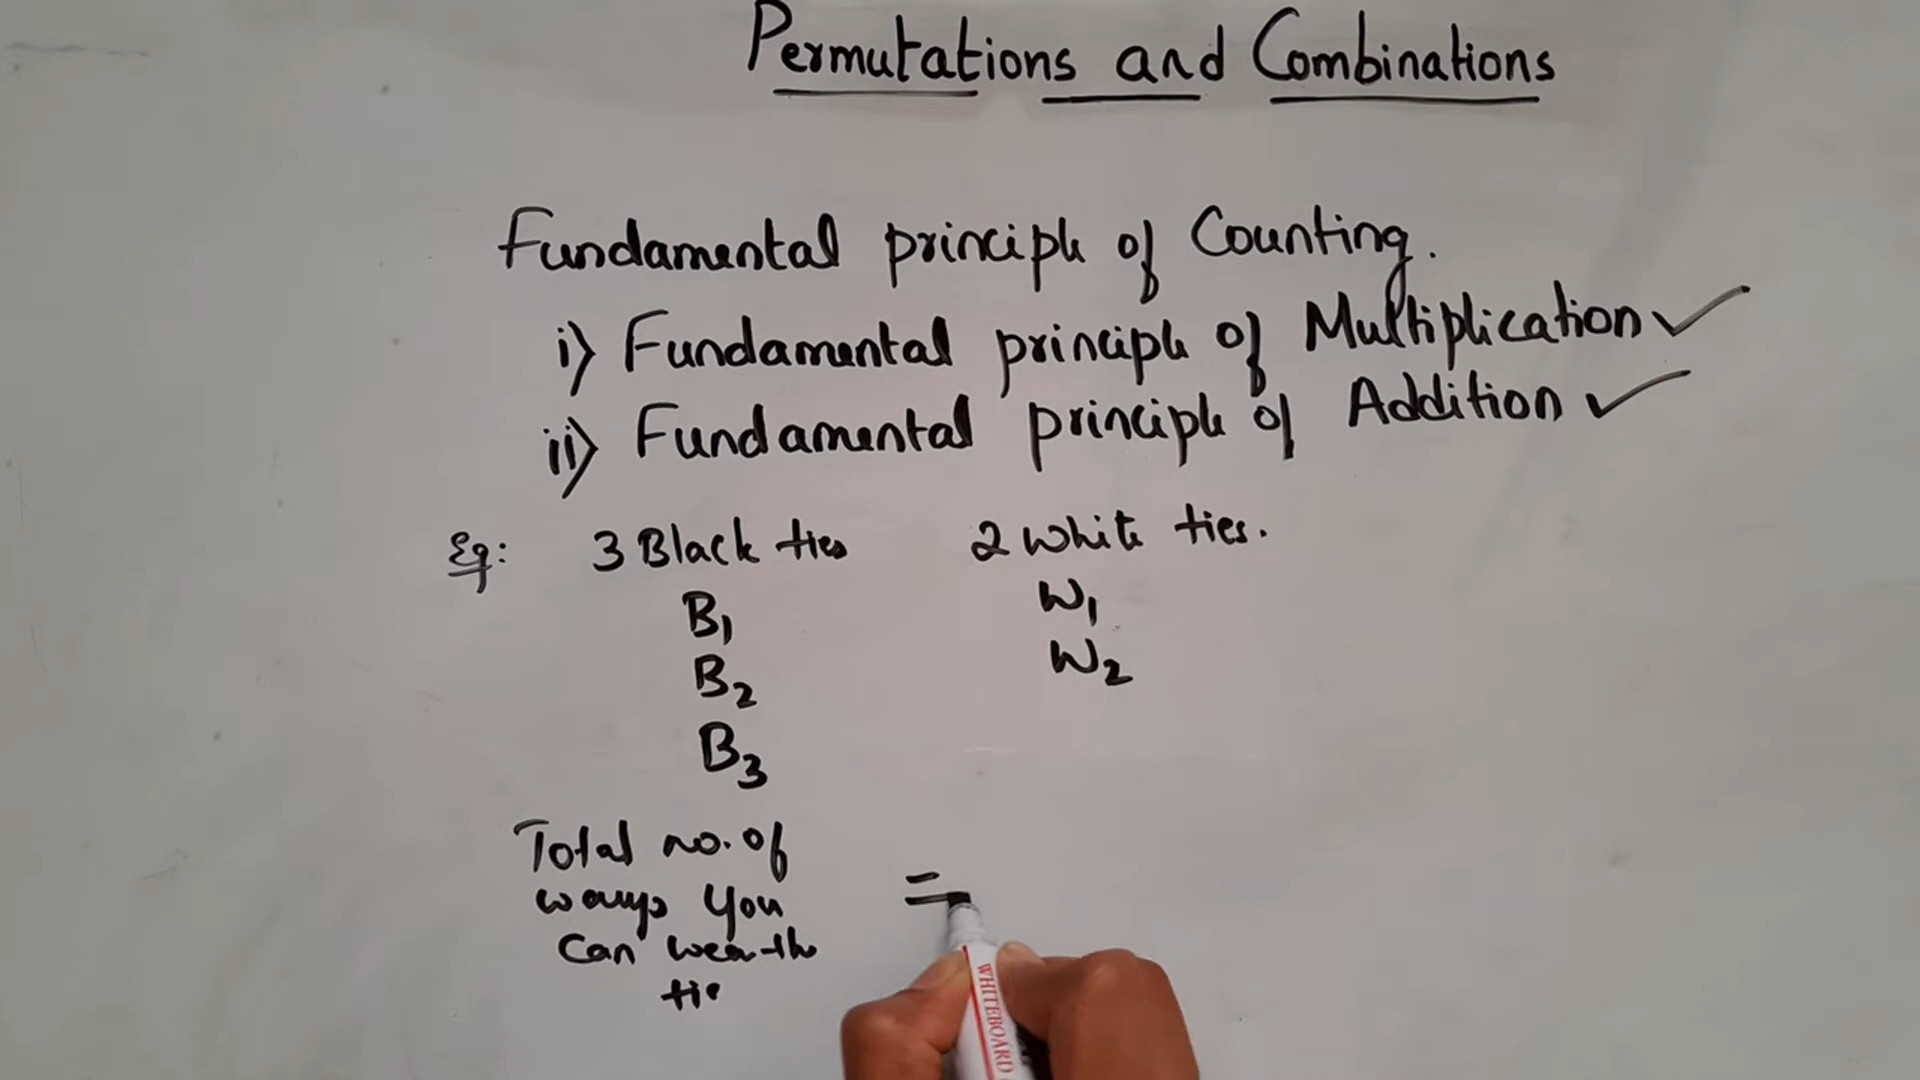 Permutations and Combinations
Fundamental principle of Counting.
i) Fundamental principle of Multiplication ✓
ii) Fundamental principle of Addition ✓
Eg: 3 Black ties 2 White ties.
B1 W1
B2 W2
B3
Total no. of
ways you =
can wear the
tie
WHITEBOARD